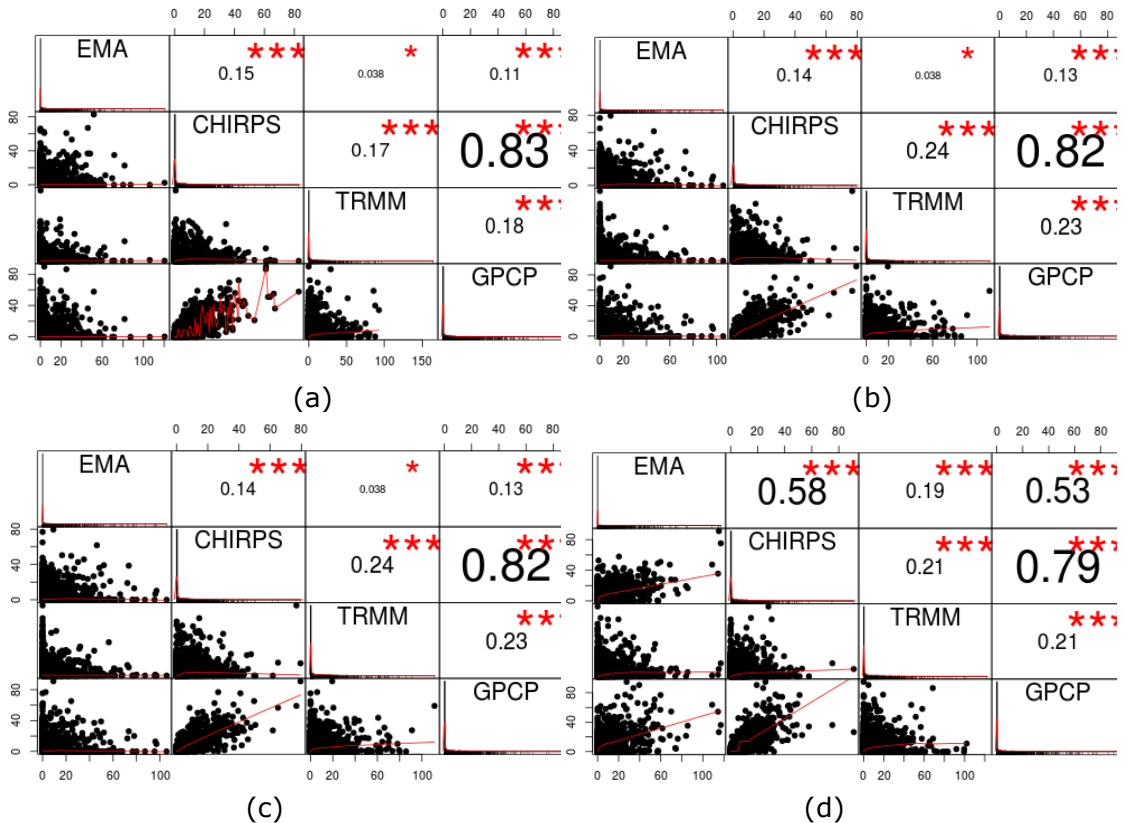 0 20 40 60 80 0 20 40 60 80
EMA *** 0.15 * 0.038 *** 0.11
0 40 80 CHIRPS *** 0.17 *** 0.83
TRMM *** 0.18
0 40 80 GPCP
0 20 40 60 80 100 0 50 100 150
(a)
0 20 40 60 80 0 20 40 60 80
EMA *** 0.14 * 0.038 *** 0.13
0 40 80 CHIRPS *** 0.24 *** 0.82
TRMM *** 0.23
0 40 80 GPCP
0 20 40 60 80 100 0 20 40 60 80 100
(b)
0 20 40 60 80 0 20 40 60 80
EMA *** 0.14 * 0.038 *** 0.13
0 40 80 CHIRPS *** 0.24 *** 0.82
TRMM *** 0.23
0 40 80 GPCP
0 20 40 60 80 100 0 20 40 60 80 100
(c)
0 20 40 60 80 0 20 40 60 80
EMA *** 0.58 *** 0.19 *** 0.53
0 40 80 CHIRPS *** 0.21 *** 0.79
TRMM *** 0.21
0 40 80 GPCP
0 20 40 60 80 100 0 20 40 60 80 100
(d)